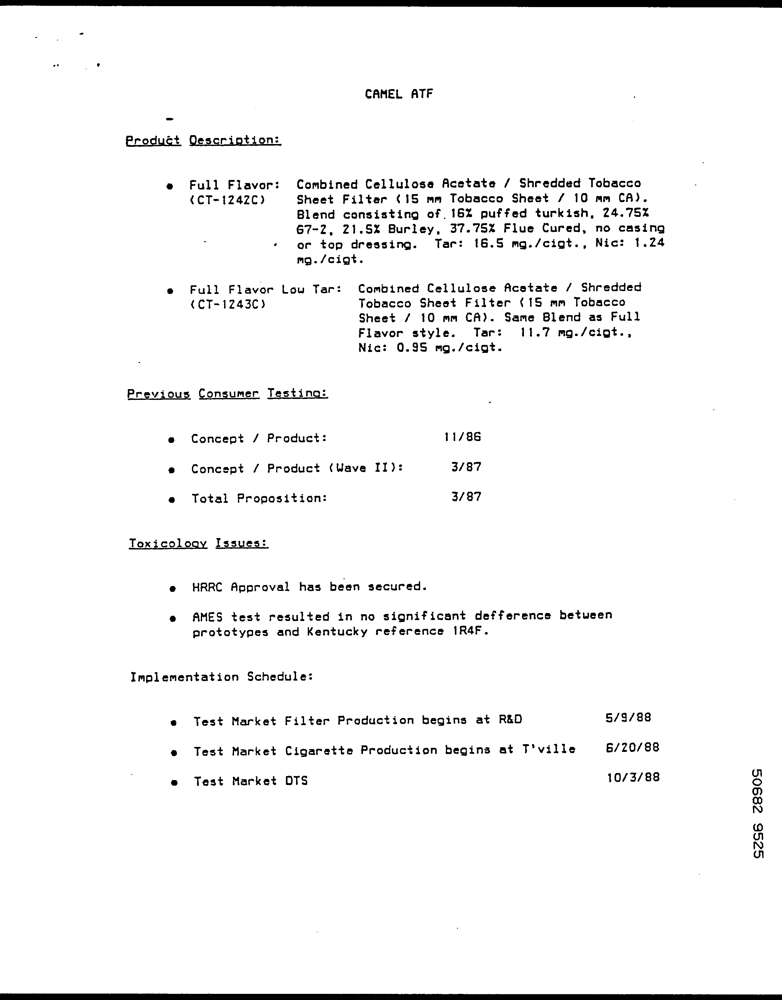 CAMEL ATF
Product Description:
• Full Flavor: Combined Cellulose Acetate / Shredded Tobacco
(CT-1242C) Sheet Filter (15 mm Tobacco Sheet / 10 mm CA).
Blend consisting of 16% puffed turkish, 24.75%
67-2, 21.5% Burley, 37.75% Flue Cured, no casing
or top dressing. Tar: 16.5 mg./cigt., Nic: 1.24
mg./cigt.
• Full Flavor Low Tar: Combined Cellulose Acetate / Shredded
(CT-1243C) Tobacco Sheet Filter (15 mm Tobacco
Sheet / 10 mm CA). Same Blend as Full
Flavor style. Tar: 11.7 mg./cigt.,
Nic: 0.95 mg./cigt.
Previous Consumer Testing:
• Concept / Product: 11/86
• Concept / Product (Wave II): 3/87
• Total Proposition: 3/87
Toxicology Issues:
• HRRC Approval has been secured.
• AMES test resulted in no significant defference between
prototypes and Kentucky reference 1R4F.
Implementation Schedule:
• Test Market Filter Production begins at R&D 5/9/88
• Test Market Cigarette Production begins at T'ville 6/20/88
• Test Market DTS 10/3/88
50682 9525